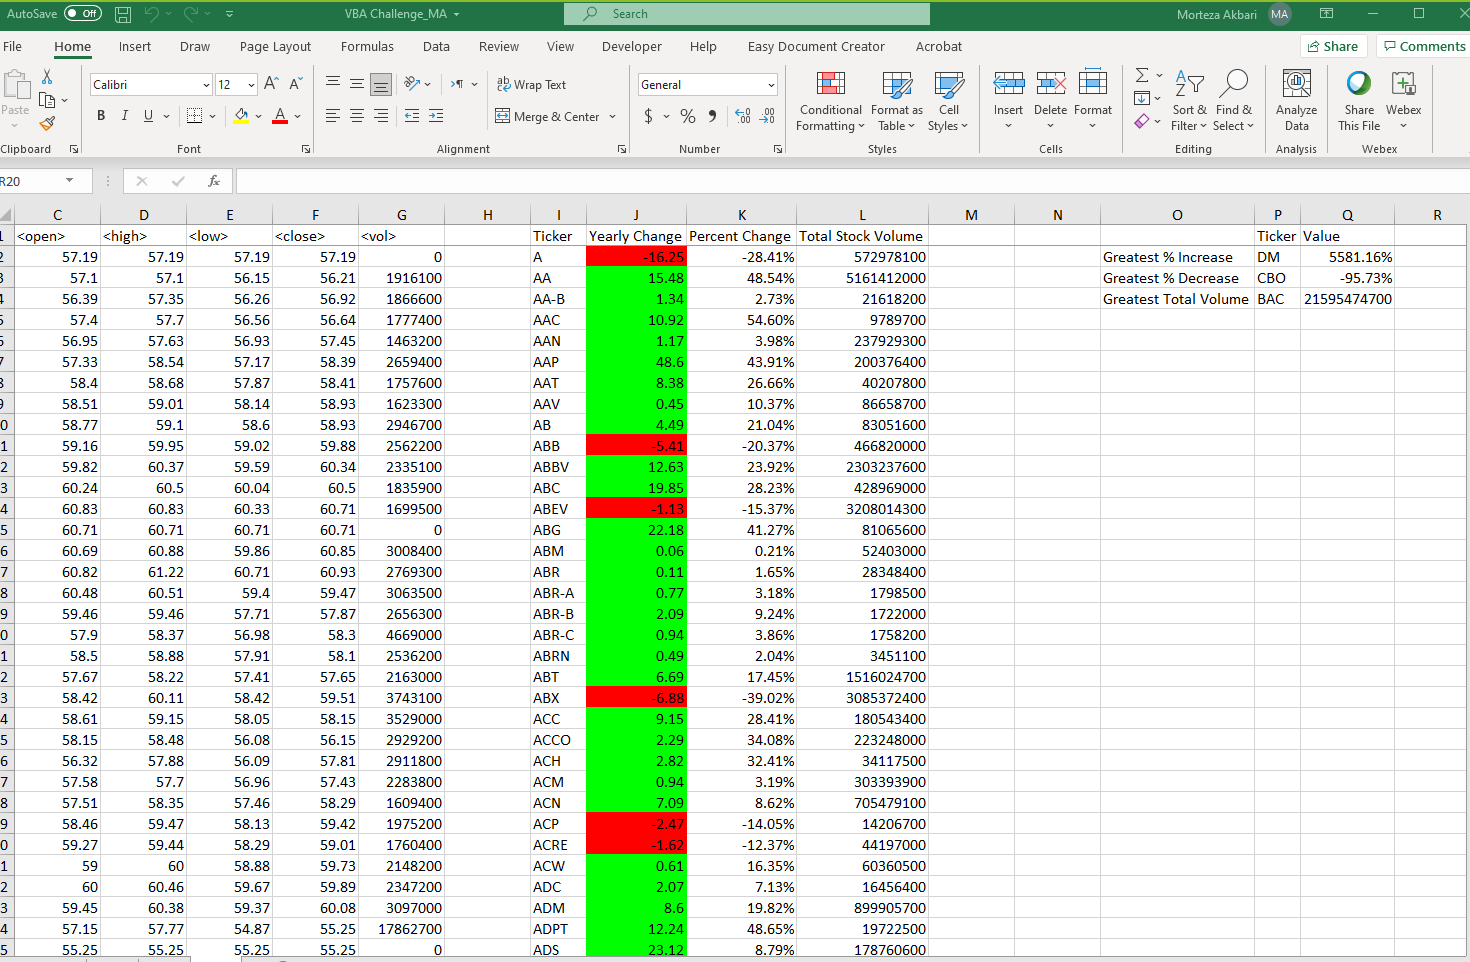 AutoSave Off VBA Challenge_MA Search Morteza Akbari MA
File Home Insert Draw Page Layout Formulas Data Review View Developer Help Easy Document Creator Acrobat Share Comments
Paste Calibri 12 A A ab Wrap Text General Conditional Formatting Format as Table Cell Styles Insert Delete Format Sort & Filter Find & Select Analyze Data Share This File Webex
B I U A Merge & Center $ % 9
Clipboard Font Alignment Number Styles Cells Editing Analysis Webex
R20 fx
C D E F G H I J K L M N O P Q R
1 <open> <high> <low> <close> <vol> Ticker Yearly Change Percent Change Total Stock Volume Ticker Value
2 57.19 57.19 57.19 57.19 0 A -16.25 -28.41% 572978100 Greatest % Increase DM 5581.16%
3 57.1 57.1 56.15 56.21 1916100 AA 15.48 48.54% 5161412000 Greatest % Decrease CBO -95.73%
4 56.39 57.35 56.26 56.92 1866600 AA-B 1.34 2.73% 21618200 Greatest Total Volume BAC 21595474700
5 57.4 57.7 56.56 56.64 1777400 AAC 10.92 54.60% 9789700
6 56.95 57.63 56.93 57.45 1463200 AAN 1.17 3.98% 237929300
7 57.33 58.54 57.17 58.39 2659400 AAP 48.6 43.91% 200376400
8 58.4 58.68 57.87 58.41 1757600 AAT 8.38 26.66% 40207800
9 58.51 59.01 58.14 58.93 1623300 AAV 0.45 10.37% 86658700
0 58.77 59.1 58.6 58.93 2946700 AB 4.49 21.04% 83051600
1 59.16 59.95 59.02 59.88 2562200 ABB -5.41 -20.37% 466820000
2 59.82 60.37 59.59 60.34 2335100 ABBV 12.63 23.92% 2303237600
3 60.24 60.5 60.04 60.5 1835900 ABC 19.85 28.23% 428969000
4 60.83 60.83 60.33 60.71 1699500 ABEV -1.13 -15.37% 3208014300
5 60.71 60.71 60.71 60.71 0 ABG 22.18 41.27% 81065600
6 60.69 60.88 59.86 60.85 3008400 ABM 0.06 0.21% 52403000
7 60.82 61.22 60.71 60.93 2769300 ABR 0.11 1.65% 28348400
8 60.48 60.51 59.4 59.47 3063500 ABR-A 0.77 3.18% 1798500
9 59.46 59.46 57.71 57.87 2656300 ABR-B 2.09 9.24% 1722000
0 57.9 58.37 56.98 58.3 4669000 ABR-C 0.94 3.86% 1758200
1 58.5 58.88 57.91 58.1 2536200 ABRN 0.49 2.04% 3451100
2 57.67 58.22 57.41 57.65 2163000 ABT 6.69 17.45% 1516024700
3 58.42 60.11 58.42 59.51 3743100 ABX -6.88 -39.02% 3085372400
4 58.61 59.15 58.05 58.15 3529000 ACC 9.15 28.41% 180543400
5 58.15 58.48 56.08 56.15 2929200 ACCO 2.29 34.08% 223248000
6 56.32 57.88 56.09 57.81 2911800 ACH 2.82 32.41% 34117500
7 57.58 57.7 56.96 57.43 2283800 ACM 0.94 3.19% 303393900
8 57.51 58.35 57.46 58.29 1609400 ACN 7.09 8.62% 705479100
9 58.46 59.47 58.13 59.42 1975200 ACP -2.47 -14.05% 14206700
0 59.27 59.44 58.29 59.01 1760400 ACRE -1.62 -12.37% 44197000
1 59 60 58.88 59.73 2148200 ACW 0.61 16.35% 60360500
2 60 60.46 59.67 59.89 2347200 ADC 2.07 7.13% 16456400
3 59.45 60.38 59.37 60.08 3097000 ADM 8.6 19.82% 899905700
4 57.15 57.77 54.87 55.25 17862700 ADPT 12.24 48.65% 19722500
5 55.25 55.25 55.25 55.25 0 ADS 23.12 8.79% 178760600